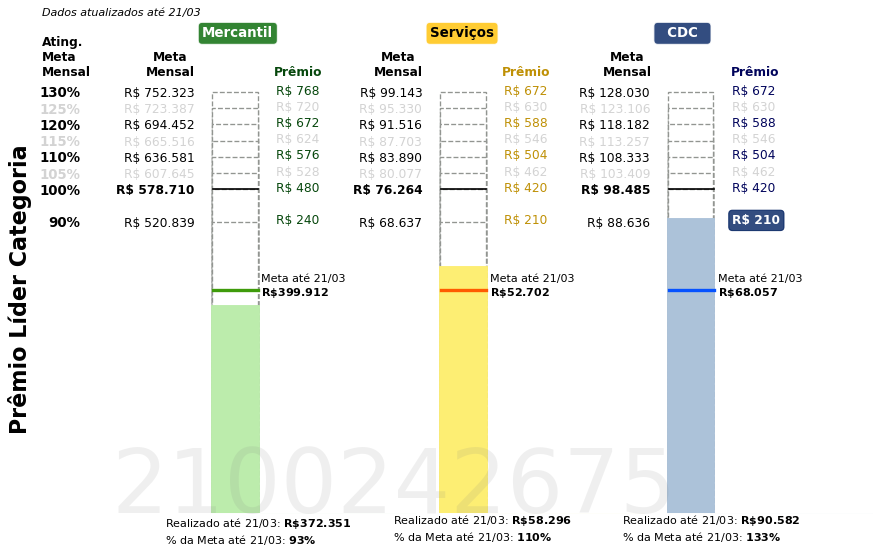 Dados atualizados até 21/03
Mercantil Serviços CDC
Ating. Meta Mensal Meta Mensal Prêmio Meta Mensal Prêmio Meta Mensal Prêmio
130% R$ 752.323 R$ 768 R$ 99.143 R$ 672 R$ 128.030 R$ 672
125% R$ 723.387 R$ 720 R$ 95.330 R$ 630 R$ 123.106 R$ 630
120% R$ 694.452 R$ 672 R$ 91.516 R$ 588 R$ 118.182 R$ 588
115% R$ 665.516 R$ 624 R$ 87.703 R$ 546 R$ 113.257 R$ 546
110% R$ 636.581 R$ 576 R$ 83.890 R$ 504 R$ 108.333 R$ 504
105% R$ 607.645 R$ 528 R$ 80.077 R$ 462 R$ 103.409 R$ 462
100% R$ 578.710 R$ 480 R$ 76.264 R$ 420 R$ 98.485 R$ 420
90% R$ 520.839 R$ 240 R$ 68.637 R$ 210 R$ 88.636 R$ 210
Meta até 21/03 Meta até 21/03 Meta até 21/03
R$399.912 R$52.702 R$68.057
Prêmio Líder Categoria
2100242675
Realizado até 21/03: R$372.351 Realizado até 21/03: R$58.296 Realizado até 21/03: R$90.582
% da Meta até 21/03: 93% % da Meta até 21/03: 110% % da Meta até 21/03: 133%